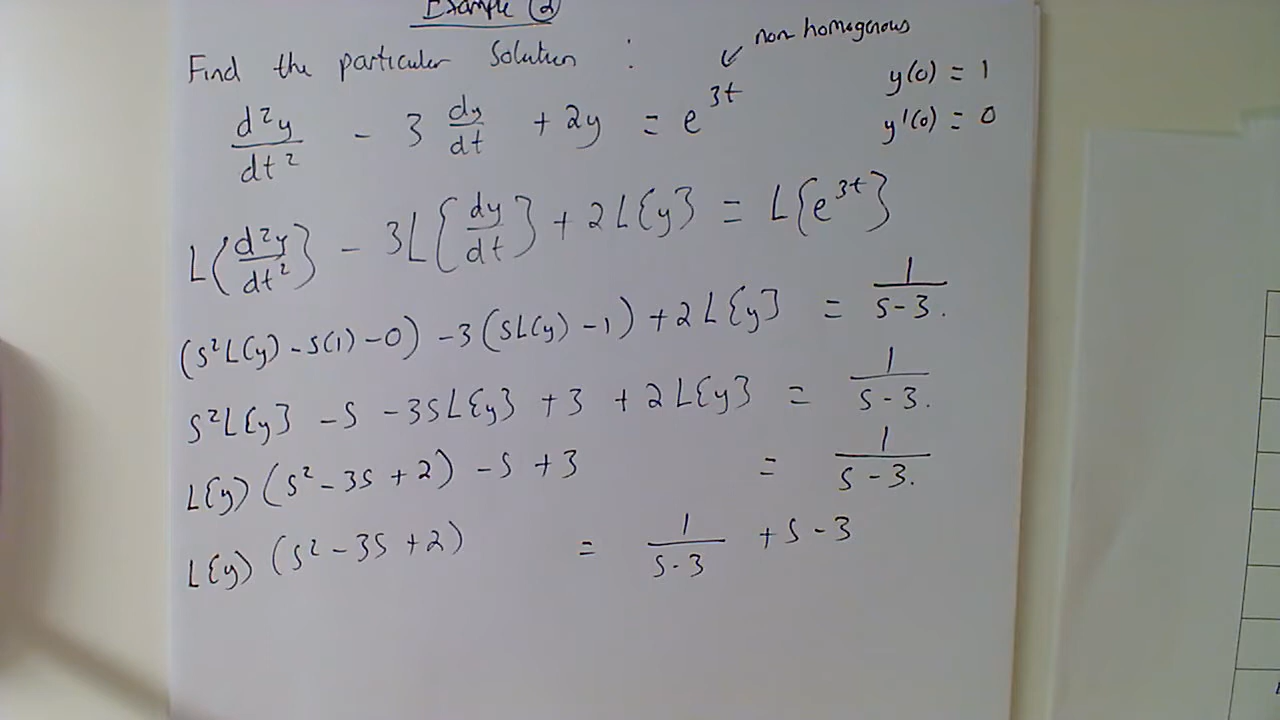 Example (2)
Find the particular Solution :
non homogenous
d²y/dt² - 3 dy/dt + 2y = e^3t
y(0) = 1
y'(0) = 0
L{d²y/dt²} - 3L{dy/dt} + 2L{y} = L{e^3t}
(s²L(y) - s(1) - 0) - 3(sL(y) - 1) + 2L{y} = 1/(s-3).
s²L{y} - s - 3sL{y} + 3 + 2L{y} = 1/(s-3).
L{y) (s² - 3s + 2) - s + 3 = 1/(s-3).
L{y) (s² - 3s + 2) = 1/(s-3) + s - 3